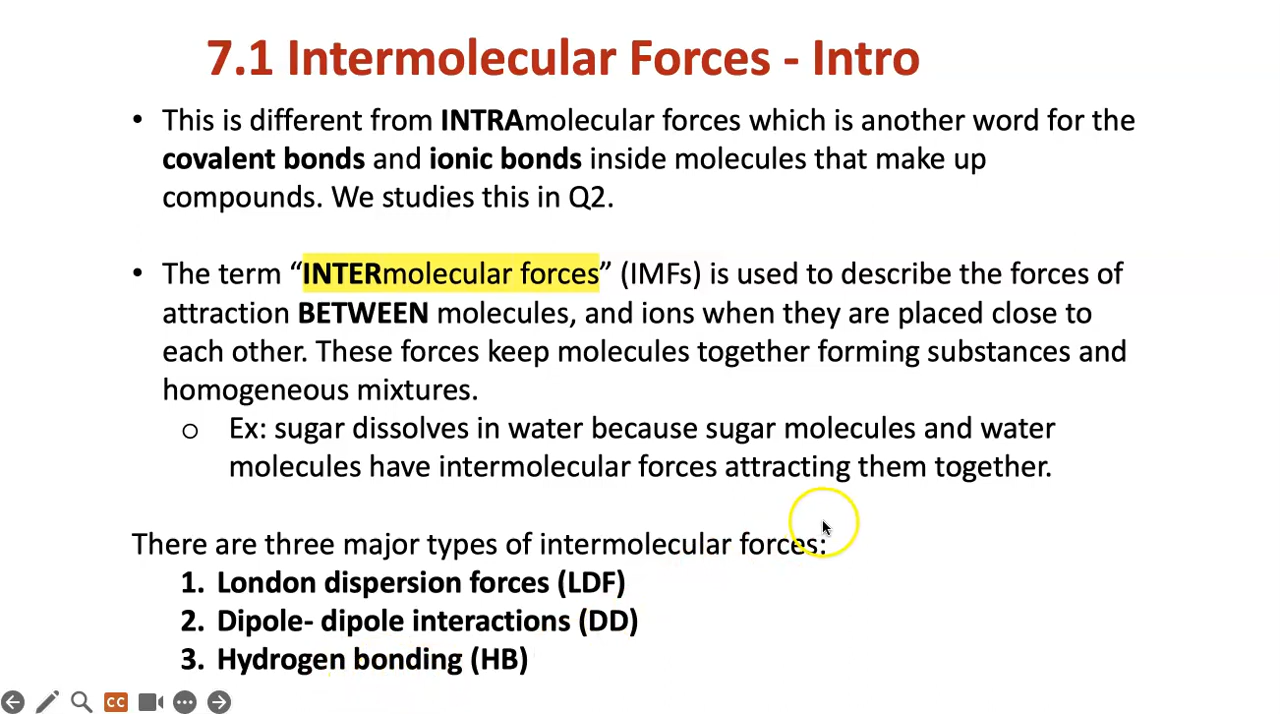 7.1 Intermolecular Forces - Intro
• This is different from INTRAmolecular forces which is another word for the
covalent bonds and ionic bonds inside molecules that make up
compounds. We studies this in Q2.
• The term “INTERmolecular forces” (IMFs) is used to describe the forces of
attraction BETWEEN molecules, and ions when they are placed close to
each other. These forces keep molecules together forming substances and
homogeneous mixtures.
o Ex: sugar dissolves in water because sugar molecules and water
molecules have intermolecular forces attracting them together.
There are three major types of intermolecular forces:
1. London dispersion forces (LDF)
2. Dipole- dipole interactions (DD)
3. Hydrogen bonding (HB)
CC